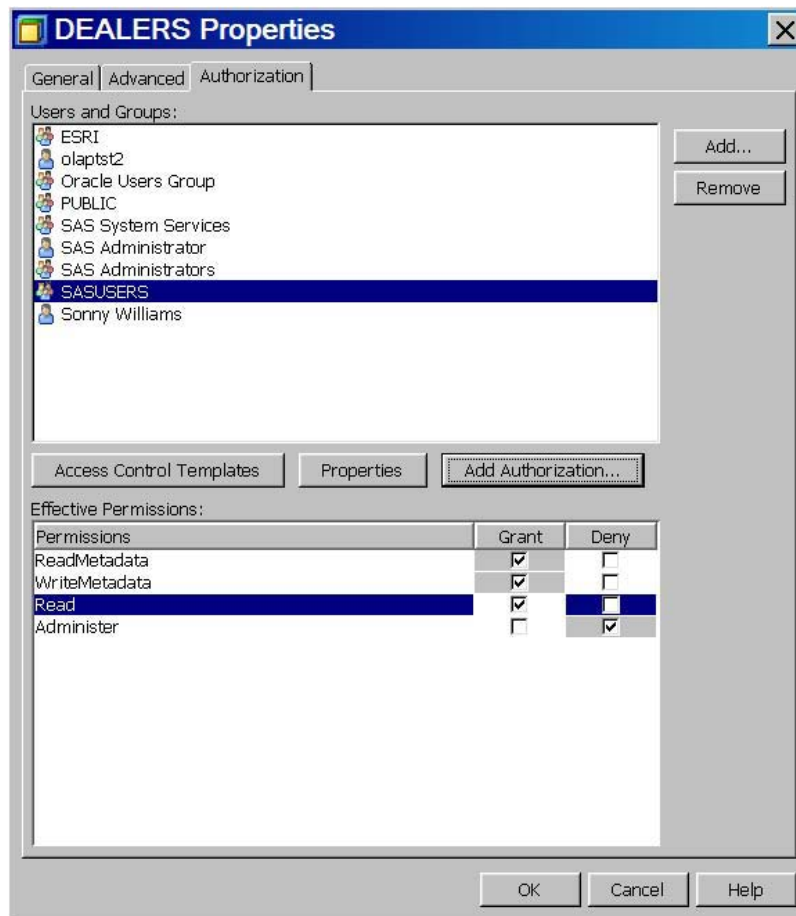 DEALERS Properties
General Advanced Authorization
Users and Groups:
ESRI
olaptst2
Oracle Users Group
PUBLIC
SAS System Services
SAS Administrator
SAS Administrators
SASUSERS
Sonny Williams
Add...
Remove
Access Control Templates Properties Add Authorization...
Effective Permissions:
Permissions Grant Deny
ReadMetadata
WriteMetadata
Read
Administer
OK Cancel Help